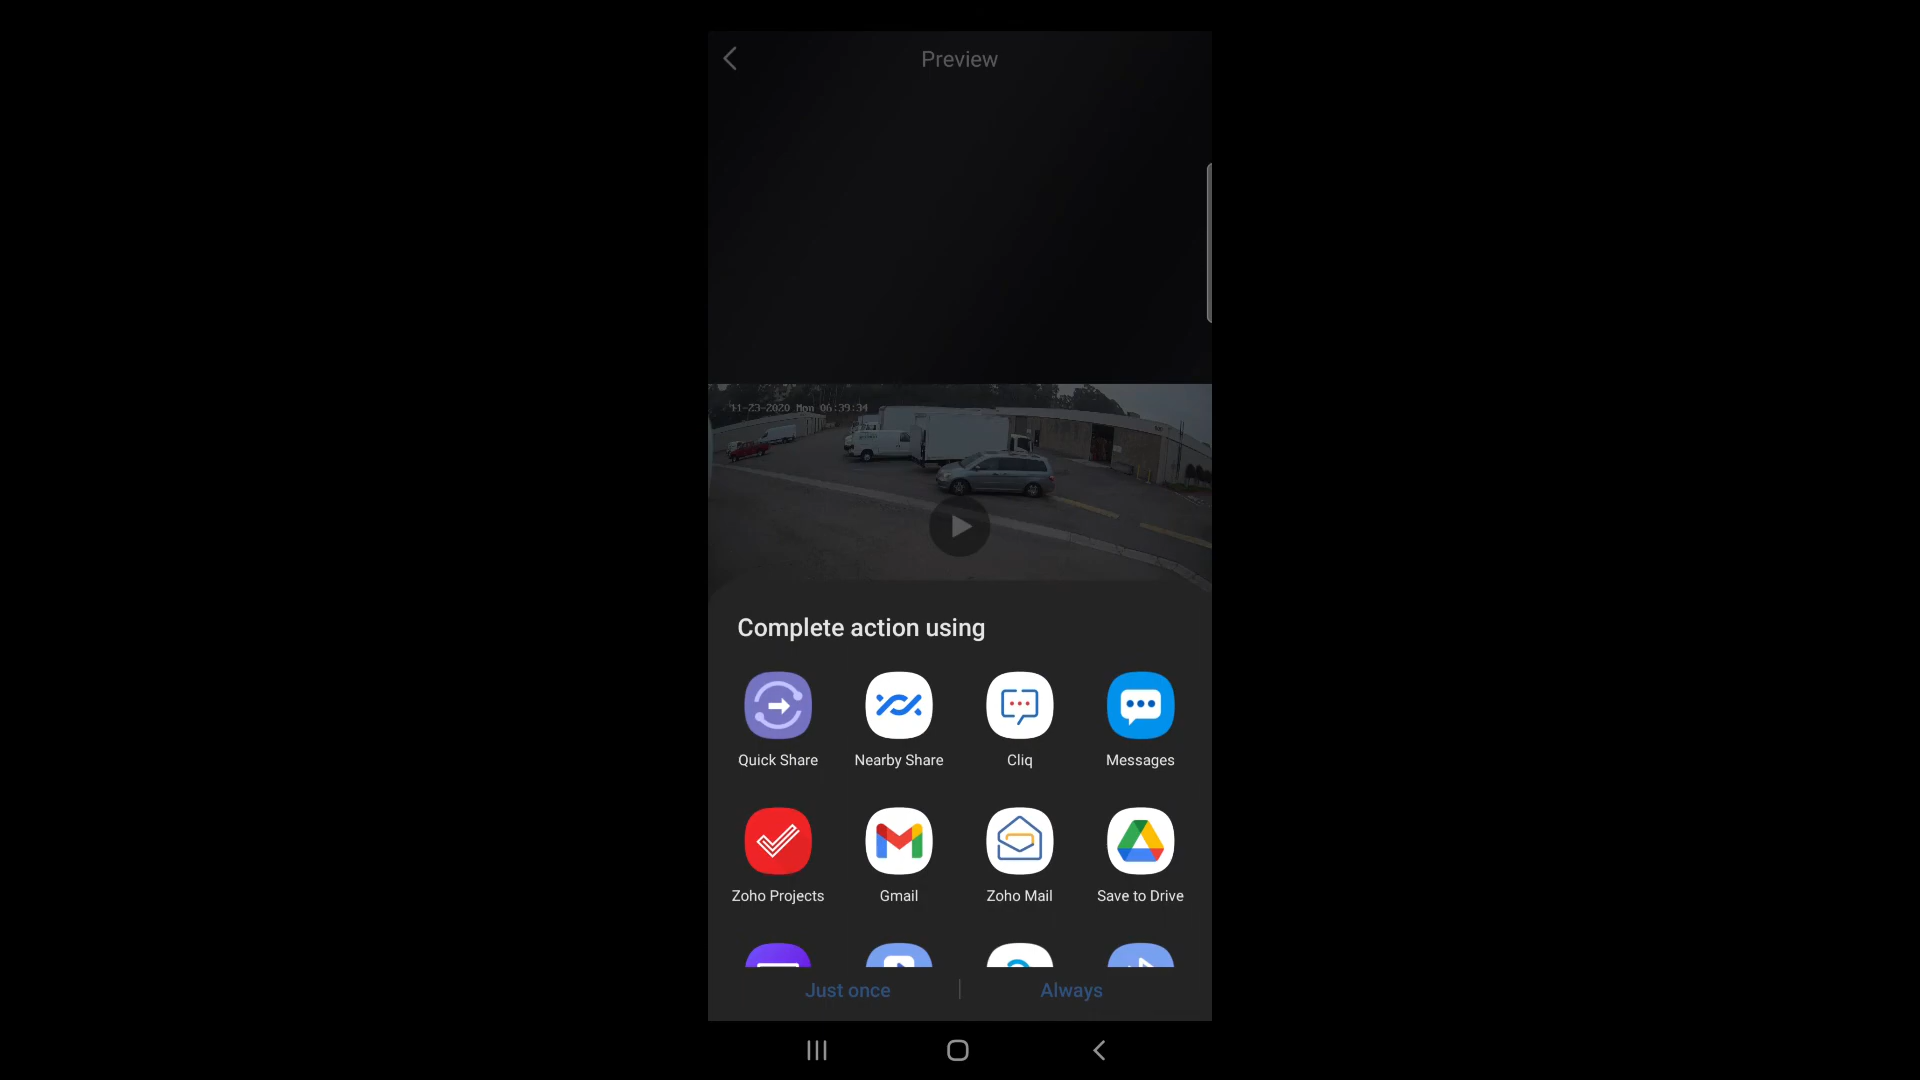 Preview
11-23-2020 Mon 06:39:34
Complete action using
Quick Share
Nearby Share
Cliq
Messages
Zoho Projects
Gmail
Zoho Mail
Save to Drive
Just once
Always